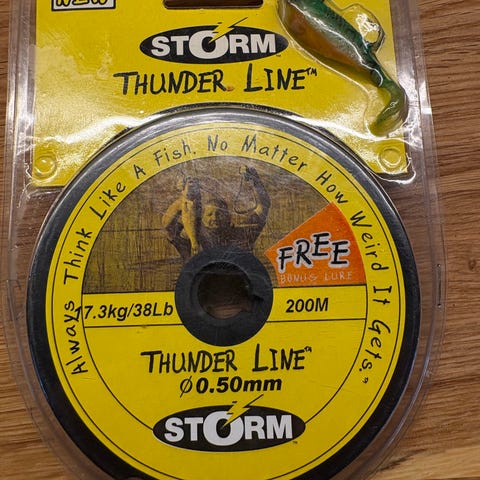 NEW
STORM
THUNDER LINE™
Always Think Like A Fish. No Matter How Weird It Gets.®
FREE
BONUS LURE
7.3kg/38Lb
200M
THUNDER LINE™
Ø0.50mm
STORM